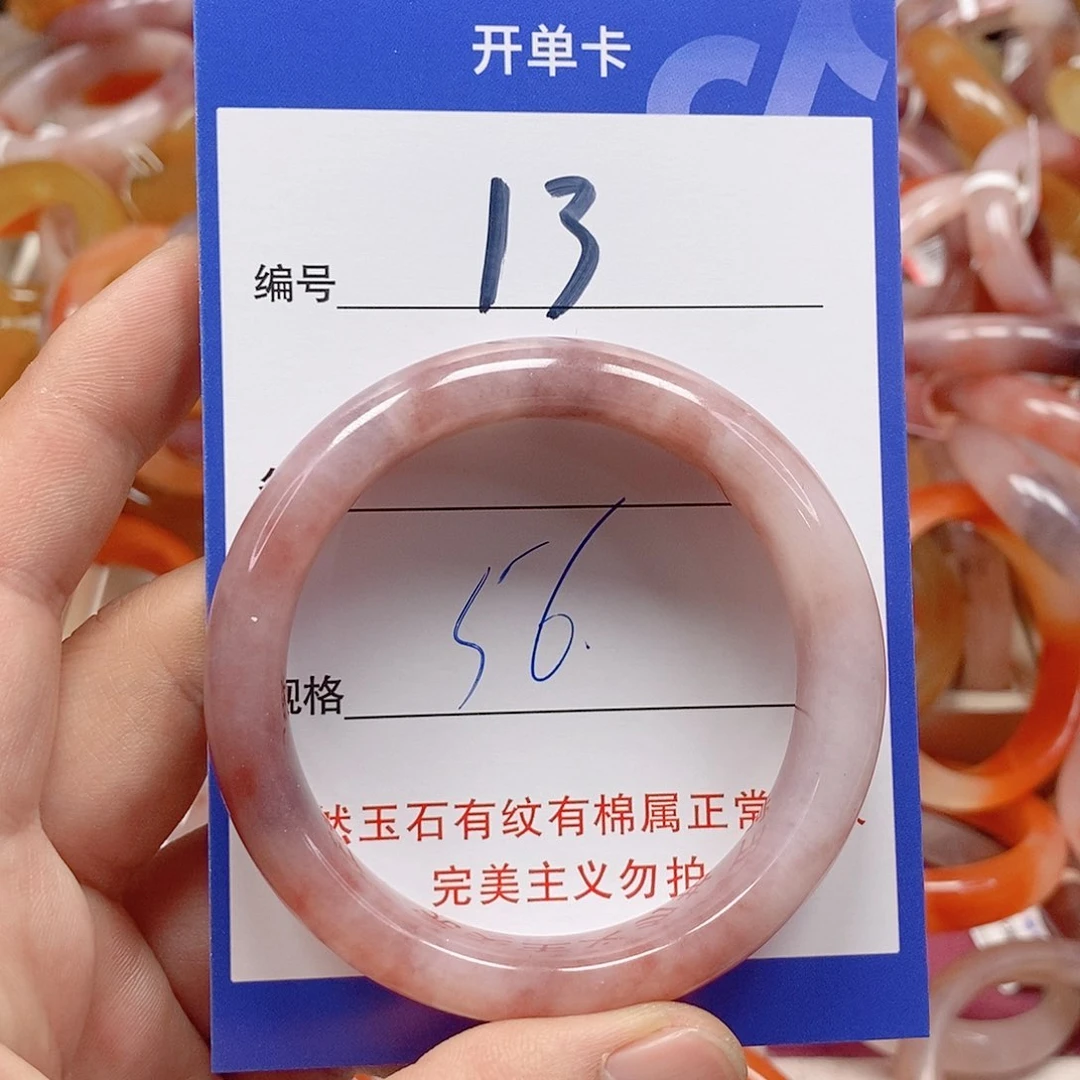 开单卡
编号 13
56.
规格
然玉石有纹有棉属正常
完美主义勿拍